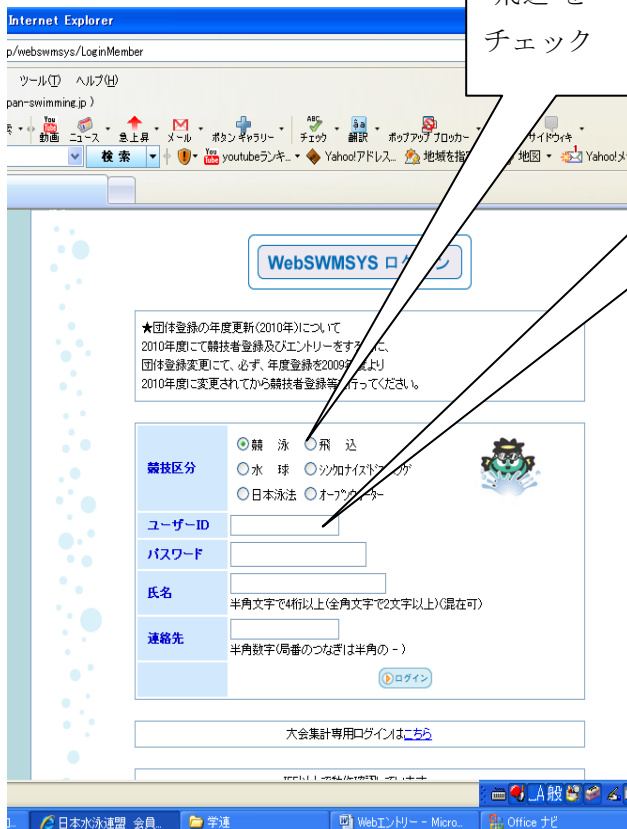 チェック
Internet Explorer
p/webswmsys/LoginMember
ツール(T) ヘルプ(H)
pan-swimming.jp )
動画 ニュース 急上昇 メール ボタンギャラリー チェック 翻訳 ポップアップブロッカー サイドウィキ
検索 youtubeランキ... Yahoo!アドレス... 地域を指 地図 Yahoo!メ
WebSWMSYS ログイン
★団体登録の年度更新(2010年)について
2010年度にて競技者登録及びエントリーをする に、
団体登録変更にて、必ず、年度登録を2009年度より
2010年度に変更されてから競技者登録等 行ってください。
競技区分
競 泳 飛 込
水 球 シンクロナイズドスイミング
日本泳法 オープンウォーター
ユーザーID
パスワード
氏名
半角文字で4桁以上(全角文字で2文字以上)(混在可)
連絡先
半角数字(局番のつなぎは半角の - )
ログイン
大会集計専用ログインはこちら
A 般
日本水泳連盟 会員... 学連 Webエントリー - Micro... Office ナビ